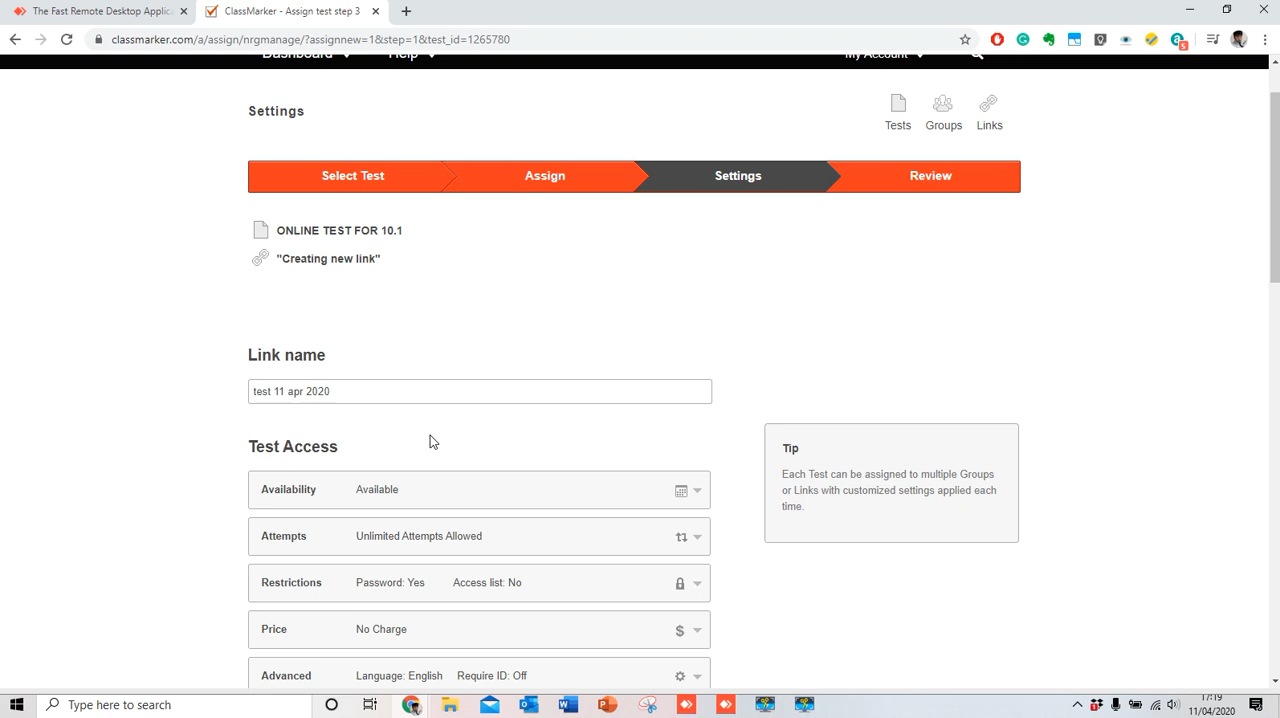 The Fast Remote Desktop Applic
ClassMarker - Assign test step 3
classmarker.com/a/assign/nrgmanage/?assignnew=1&step=1&test_id=1265780
5
Dashboard
Help
My Account
Settings
Tests
Groups
Links
Select Test
Assign
Settings
Review
ONLINE TEST FOR 10.1
"Creating new link"
Link name
test 11 apr 2020
Test Access
Availability Available
Attempts Unlimited Attempts Allowed
Restrictions Password: Yes Access list: No
Price No Charge $
Advanced Language: English Require ID: Off
Tip
Each Test can be assigned to multiple Groups
or Links with customized settings applied each
time.
Type here to search
17:19
11/04/2020